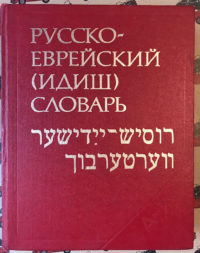 РУССКО-
ЕВРЕЙСКИЙ
(ИДИШ)
СЛОВАРЬ
רוסיש-ייִדישער
ווערטערבוך